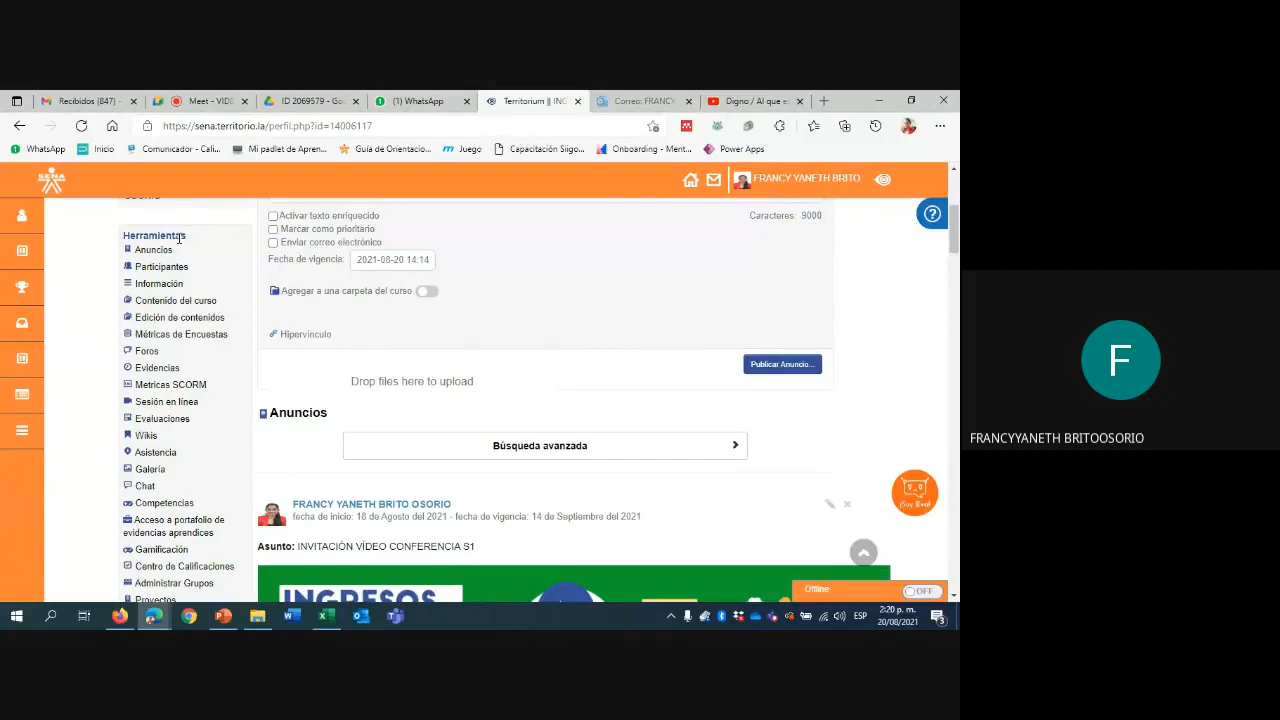 Recibidos (847) -
Meet - VIDE
ID 2069579 - Go
(1) WhatsApp
Territorium || ING
Correo: FRANCY
Digno / Al que e
https://sena.territorio.la/perfil.php?id=14006117
WhatsApp
Inicio
Comunicador - Cali...
Mi padlet de Apren...
Guía de Orientacio...
Juego
Capacitación Siigo...
Onboarding - Ment...
Power Apps
SENA
FRANCY YANETH BRITO
Herramientas
Anuncios
Participantes
Información
Contenido del curso
Edición de contenidos
Métricas de Encuestas
Foros
Evidencias
Metricas SCORM
Sesión en línea
Evaluaciones
Wikis
Asistencia
Galería
Chat
Competencias
Acceso a portafolio de
evidencias aprendices
Gamificación
Centro de Calificaciones
Administrar Grupos
Proyectos
Activar texto enriquecido
Caracteres: 9000
Marcar como prioritario
Enviar correo electrónico
Fecha de vigencia: 2021-08-20 14:14
Agregar a una carpeta del curso
Hipervínculo
Publicar Anuncio...
Drop files here to upload
Anuncios
Búsqueda avanzada
FRANCY YANETH BRITO OSORIO
fecha de inicio: 18 de Agosto del 2021 - fecha de vigencia: 14 de Septiembre del 2021
Asunto: INVITACIÓN VÍDEO CONFERENCIA S1
INGRESOS
¡Soy Eva!
Offline
OFF
ESP
2:20 p. m.
20/08/2021
3
F
FRANCYYANETH BRITOOSORIO